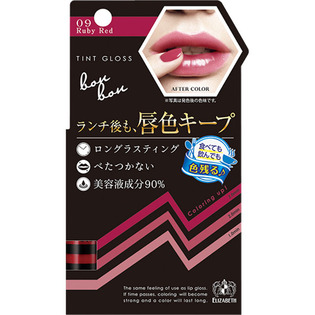 09
Ruby Red
TINT GLOSS
bon
bon
AFTER COLOR
※写真は発色後の色味です。
ランチ後も、唇色キープ
ロングラスティング
べたつかない
美容液成分90%
食べても
飲んでも
色残る♪
Coloring up!
The same feeling of use as lip gloss.
If time passes, coloring will become
strong and a color will last long.
ELIZABETH